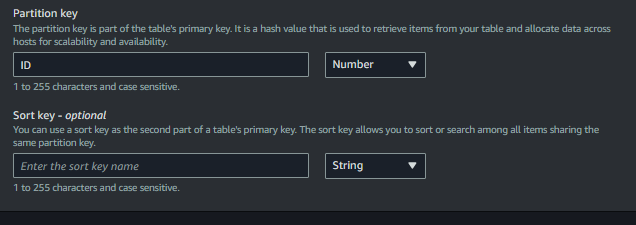 Partition key
The partition key is part of the table's primary key. It is a hash value that is used to retrieve items from your table and allocate data across
hosts for scalability and availability.
ID
Number
1 to 255 characters and case sensitive.
Sort key - optional
You can use a sort key as the second part of a table's primary key. The sort key allows you to sort or search among all items sharing the
same partition key.
Enter the sort key name
String
1 to 255 characters and case sensitive.